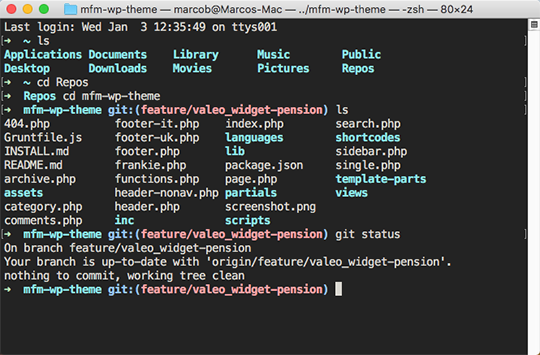 mfm-wp-theme — marcob@Marcos-Mac — ../mfm-wp-theme — -zsh — 80×24
Last login: Wed Jan  3 12:35:49 on ttys001
➜  ~ ls
Applications Documents    Library      Music        Public
Desktop      Downloads    Movies       Pictures     Repos
➜  ~ cd Repos
➜  Repos cd mfm-wp-theme
➜  mfm-wp-theme git:(feature/valeo_widget-pension) ls
404.php         footer-it.php   index.php       search.php
Gruntfile.js    footer-uk.php   languages       shortcodes
INSTALL.md      footer.php      lib             sidebar.php
README.md       frankie.php     package.json    single.php
archive.php     functions.php   page.php        template-parts
assets          header-nonav.php partials        views
category.php    header.php      screenshot.png
comments.php    inc             scripts
➜  mfm-wp-theme git:(feature/valeo_widget-pension) git status
On branch feature/valeo_widget-pension
Your branch is up-to-date with 'origin/feature/valeo_widget-pension'.
nothing to commit, working tree clean
➜  mfm-wp-theme git:(feature/valeo_widget-pension)